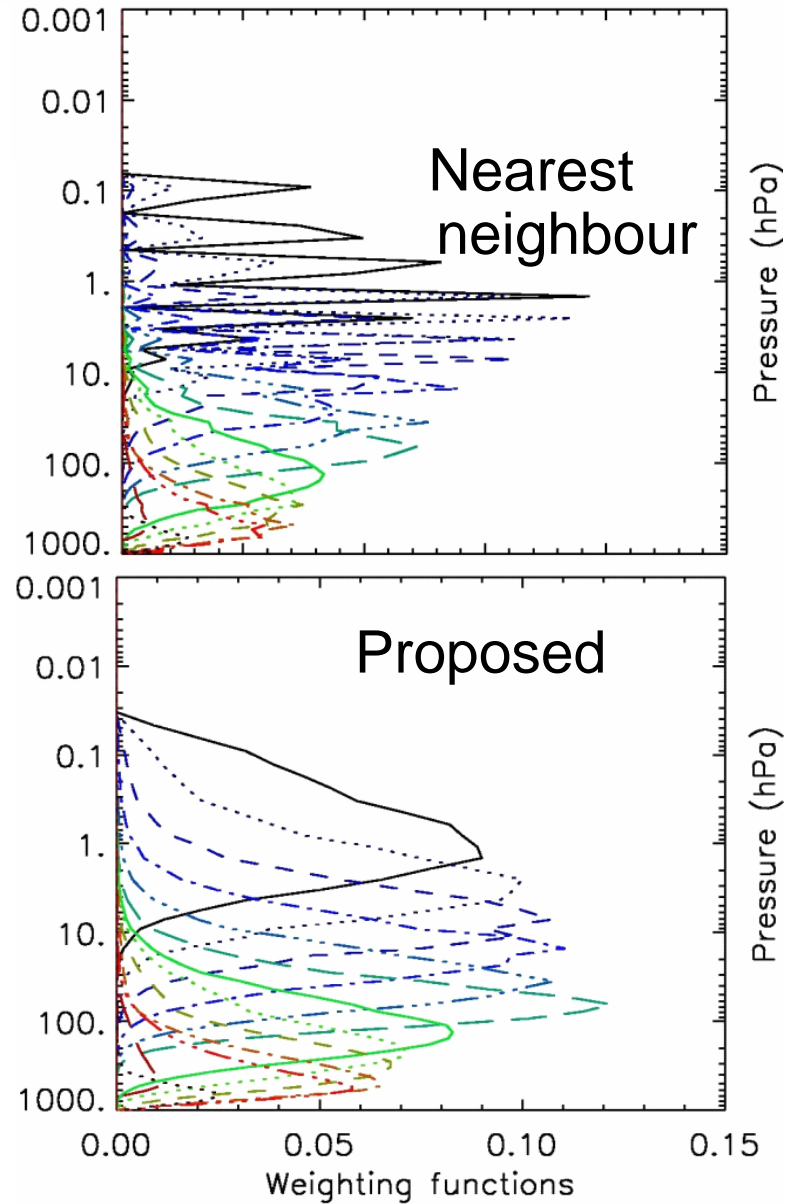 0.001
0.01
0.1
1.
10.
100.
1000.
Nearest
neighbour
Pressure (hPa)
0.001
0.01
0.1
1.
10.
100.
1000.
Proposed
Pressure (hPa)
0.00 0.05 0.10 0.15
Weighting functions